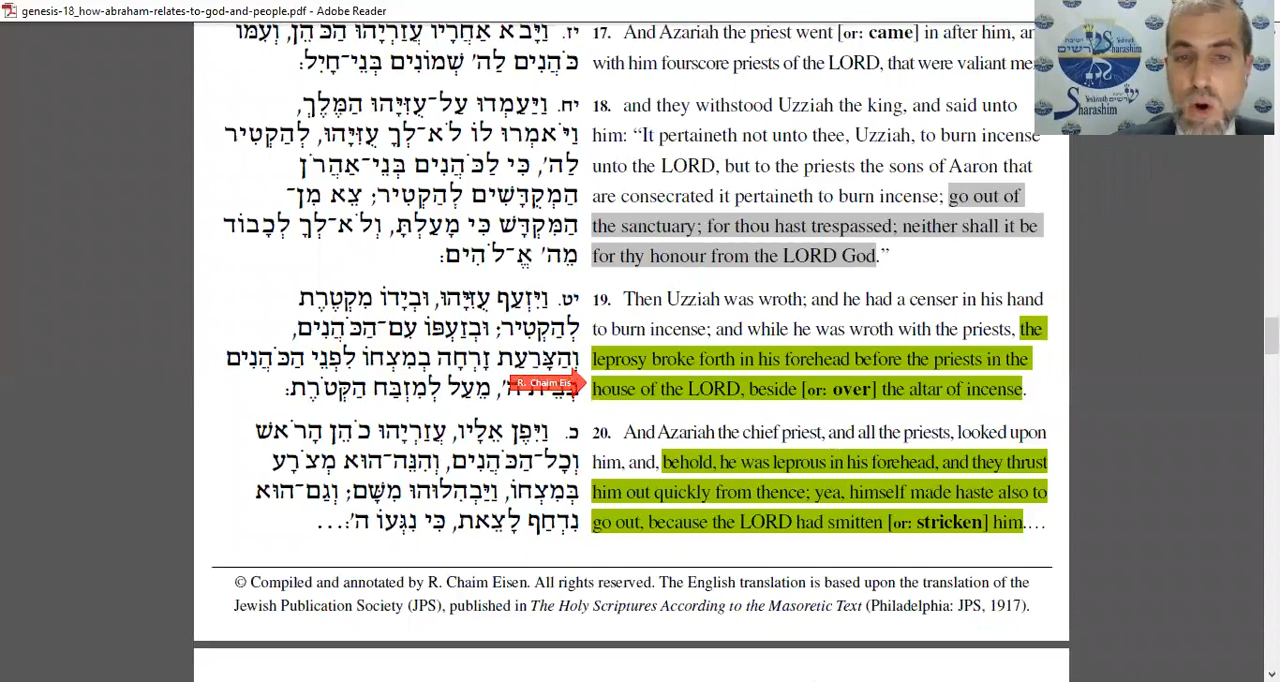 genesis-18_how-abraham-relates-to-god-and-people.pdf - Adobe Reader
יז. וַיָּבֹא אַחֲרָיו עֲזַרְיָהוּ הַכֹּהֵן, וְעִמּוֹ
כֹּהֲנִים לַה' שְׁמוֹנִים בְּנֵי־חָיִל:
יח. וַיַּעַמְדוּ עַל־עֻזִּיָּהוּ הַמֶּלֶךְ,
וַיֹּאמְרוּ לוֹ לֹא־לְךָ עֻזִּיָּהוּ, לְהַקְטִיר
לַה', כִּי לַכֹּהֲנִים בְּנֵי־אַהֲרֹן
הַמְקֻדָּשִׁים לְהַקְטִיר; צֵא מִן־
הַמִּקְדָּשׁ כִּי מָעַלְתָּ, וְלֹא־לְךָ לְכָבוֹד
מֵה' אֱ־לֹהִים:
יט. וַיִּזְעַף עֻזִּיָּהוּ, וּבְיָדוֹ מִקְטֶרֶת
לְהַקְטִיר; וּבְזַעְפּוֹ עִם־הַכֹּהֲנִים,
וְהַצָּרַעַת זָרְחָה בְמִצְחוֹ לִפְנֵי הַכֹּהֲנִים
ה', מֵעַל לְמִזְבַּח הַקְּטֹרֶת:
כ. וַיִּפֶן אֵלָיו, עֲזַרְיָהוּ כֹהֵן הָרֹאשׁ
וְכָל־הַכֹּהֲנִים, וְהִנֵּה־הוּא מְצֹרָע
בְּמִצְחוֹ, וַיַּבְהִלוּהוּ מִשָּׁם; וְגַם־הוּא
נִדְחַף לָצֵאת, כִּי נִגְּעוֹ ה':...
17. And Azariah the priest went [or: came] in after him, an
with him fourscore priests of the LORD, that were valiant me
18. and they withstood Uzziah the king, and said unto
him: “It pertaineth not unto thee, Uzziah, to burn incense
unto the LORD, but to the priests the sons of Aaron that
are consecrated it pertaineth to burn incense; go out of
the sanctuary; for thou hast trespassed; neither shall it be
for thy honour from the LORD God.”
19. Then Uzziah was wroth; and he had a censer in his hand
to burn incense; and while he was wroth with the priests, the
leprosy broke forth in his forehead before the priests in the
house of the LORD, beside [or: over] the altar of incense.
20. And Azariah the chief priest, and all the priests, looked upon
him, and, behold, he was leprous in his forehead, and they thrust
him out quickly from thence; yea, himself made haste also to
go out, because the LORD had smitten [or: stricken] him.…
R. Chaim Eis
© Compiled and annotated by R. Chaim Eisen. All rights reserved. The English translation is based upon the translation of the
Jewish Publication Society (JPS), published in The Holy Scriptures According to the Masoretic Text (Philadelphia: JPS, 1917).
Yeshivath
Sharashim